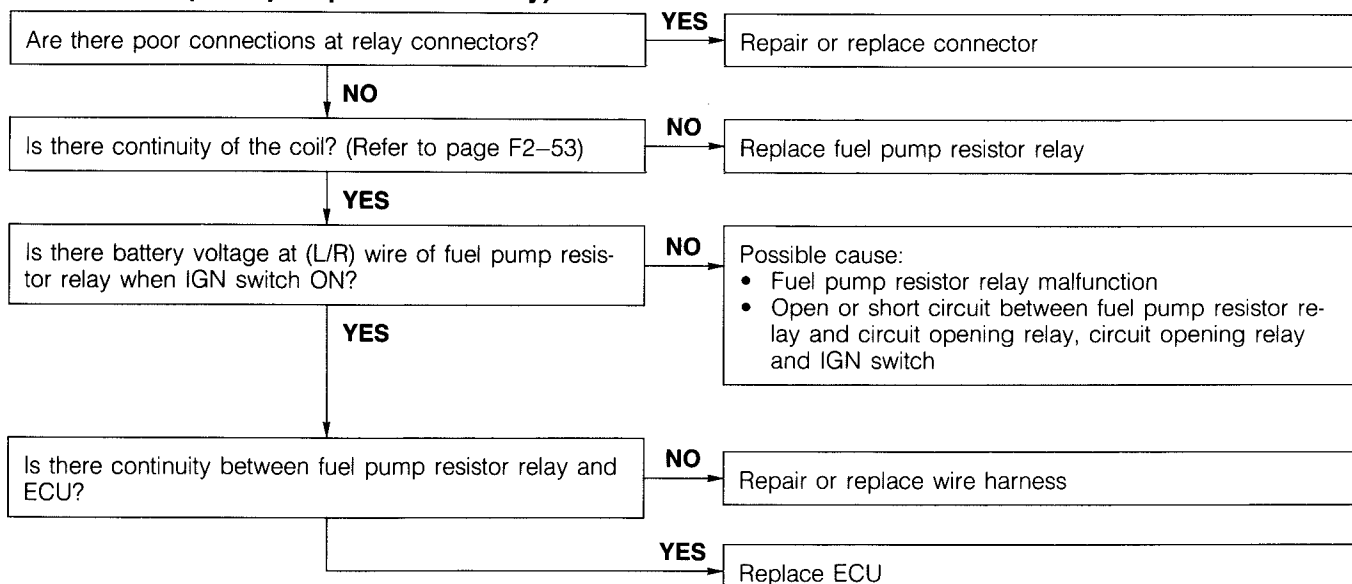 Are there poor connections at relay connectors?
YES
Repair or replace connector
NO
Is there continuity of the coil? (Refer to page F2–53)
NO
Replace fuel pump resistor relay
YES
Is there battery voltage at (L/R) wire of fuel pump resis-
tor relay when IGN switch ON?
NO
Possible cause:
• Fuel pump resistor relay malfunction
• Open or short circuit between fuel pump resistor re-
lay and circuit opening relay, circuit opening relay
and IGN switch
YES
Is there continuity between fuel pump resistor relay and
ECU?
NO
Repair or replace wire harness
YES
Replace ECU